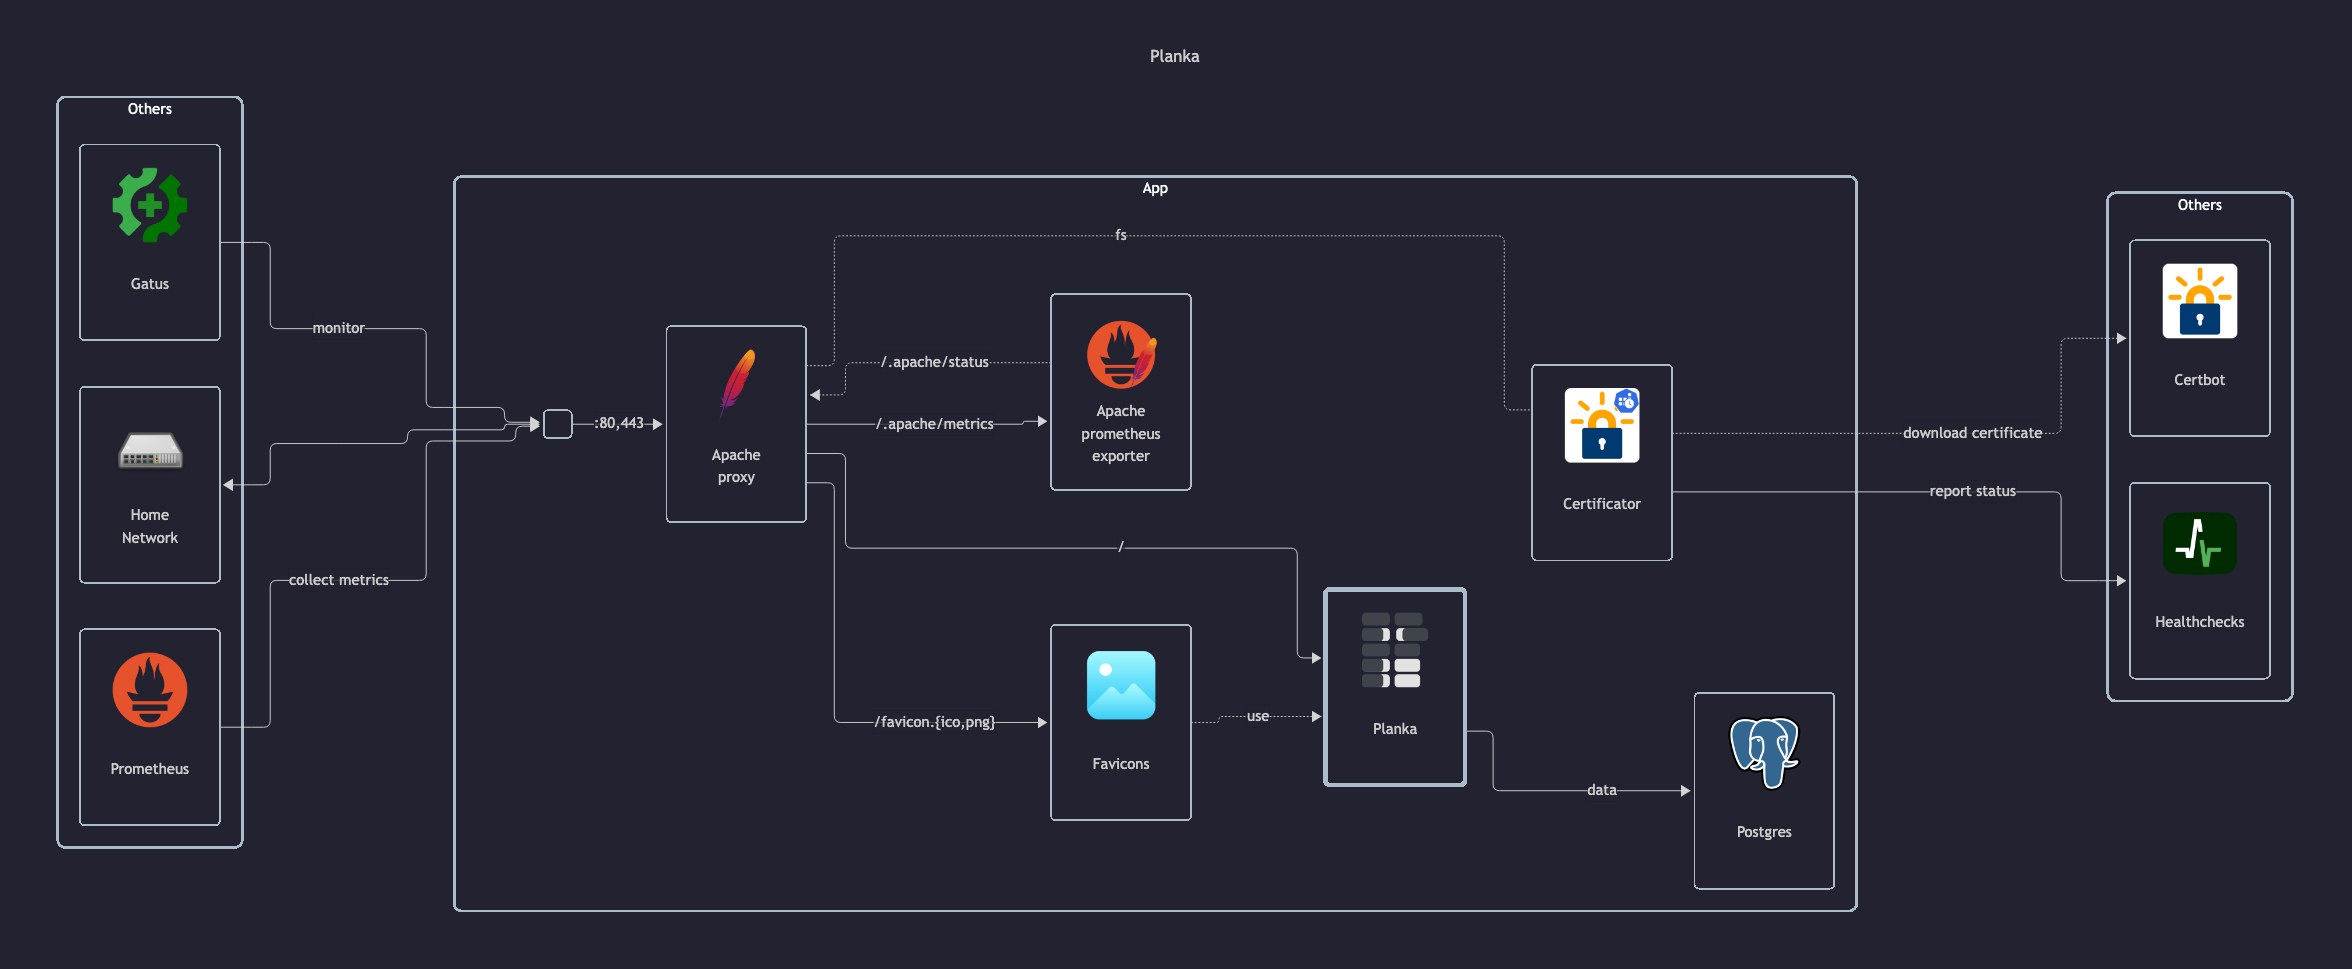 Planka
Others
Gatus
monitor
Home
Network
collect metrics
Prometheus
App
fs
:80,443
Apache
proxy
/.apache/status
/.apache/metrics
Apache
prometheus
exporter
/
/favicon.{ico,png}
Favicons
use
Planka
data
Postgres
Certificator
download certificate
report status
Others
Certbot
Healthchecks